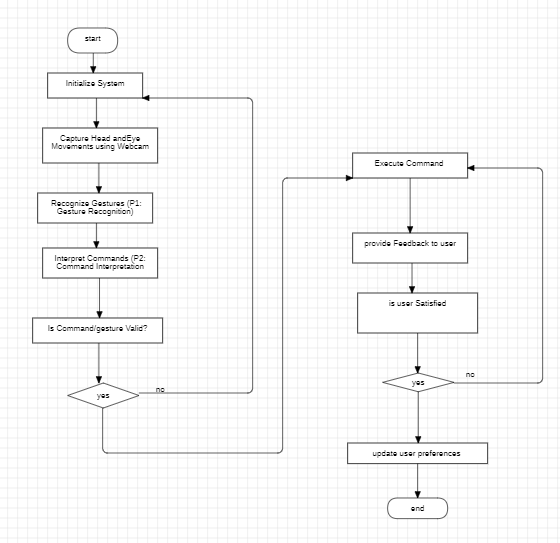 start
Initialize System
Capture Head andEye
Movements using Webcam
Recognize Gestures (P1:
Gesture Recognition)
Interpret Commands (P2:
Command Interpretation
Is Command/gesture Valid?
yes
no
Execute Command
provide Feedback to user
is user Satisfied
yes
no
update user preferences
end